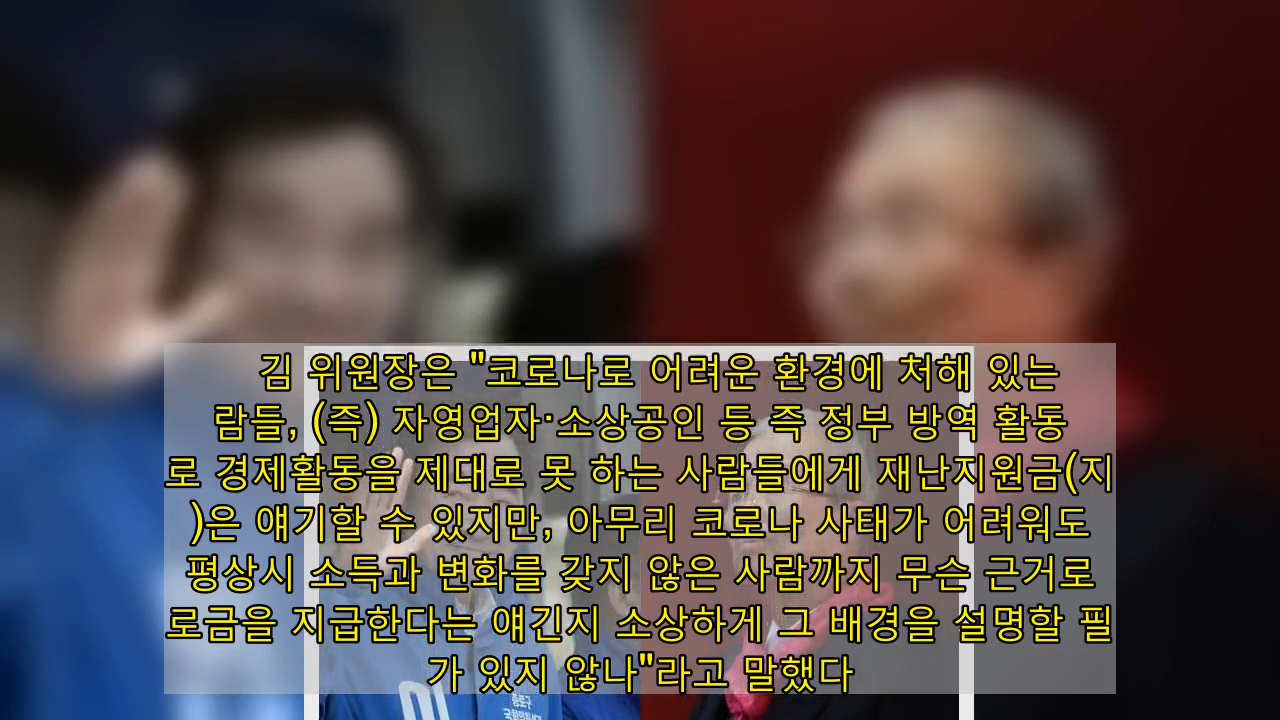 김 위원장은 "코로나로 어려운 환경에 처해 있는
람들, (즉) 자영업자·소상공인 등 즉 정부 방역 활동
로 경제활동을 제대로 못 하는 사람들에게 재난지원금(지
)은 얘기할 수 있지만, 아무리 코로나 사태가 어려워도
평상시 소득과 변화를 갖지 않은 사람까지 무슨 근거로
로금을 지급한다는 얘긴지 소상하게 그 배경을 설명할 필
가 있지 않나"라고 말했다
종로구